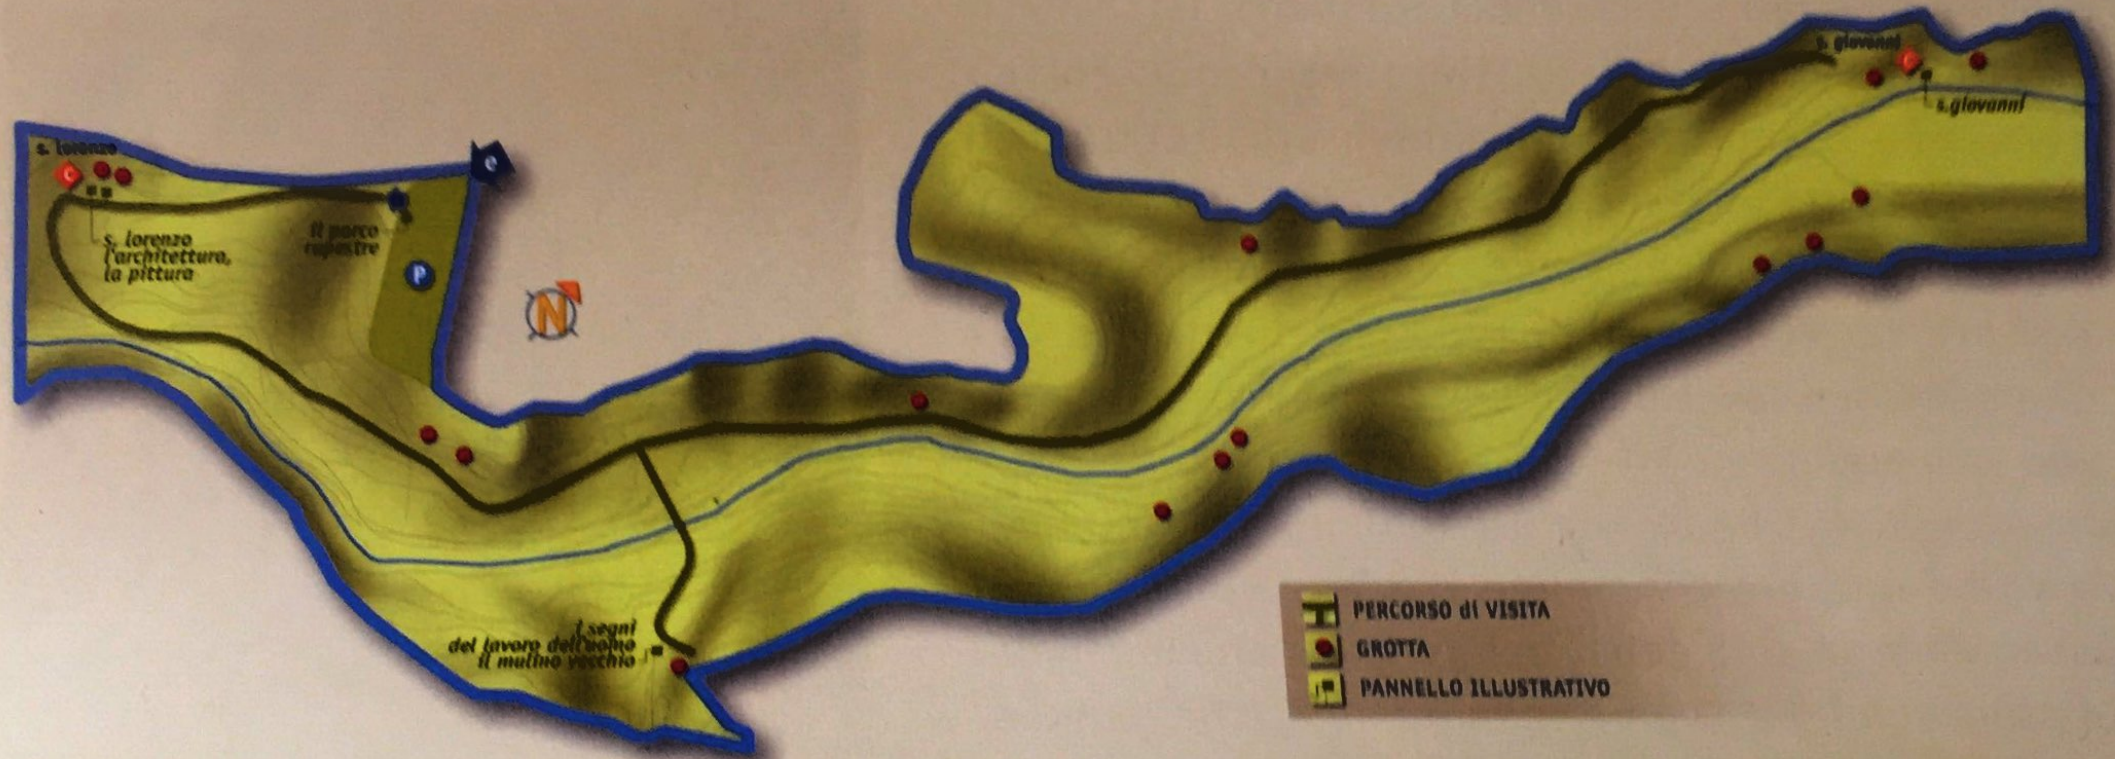 s. lorenzo
C
s. lorenzo
l'architettura,
la pittura
il parco
rupestre
e
P
N
i segni
del lavoro dell'uomo
il mulino vecchio
s. giovanni
C
s.giovanni
PERCORSO di VISITA
GROTTA
PANNELLO ILLUSTRATIVO